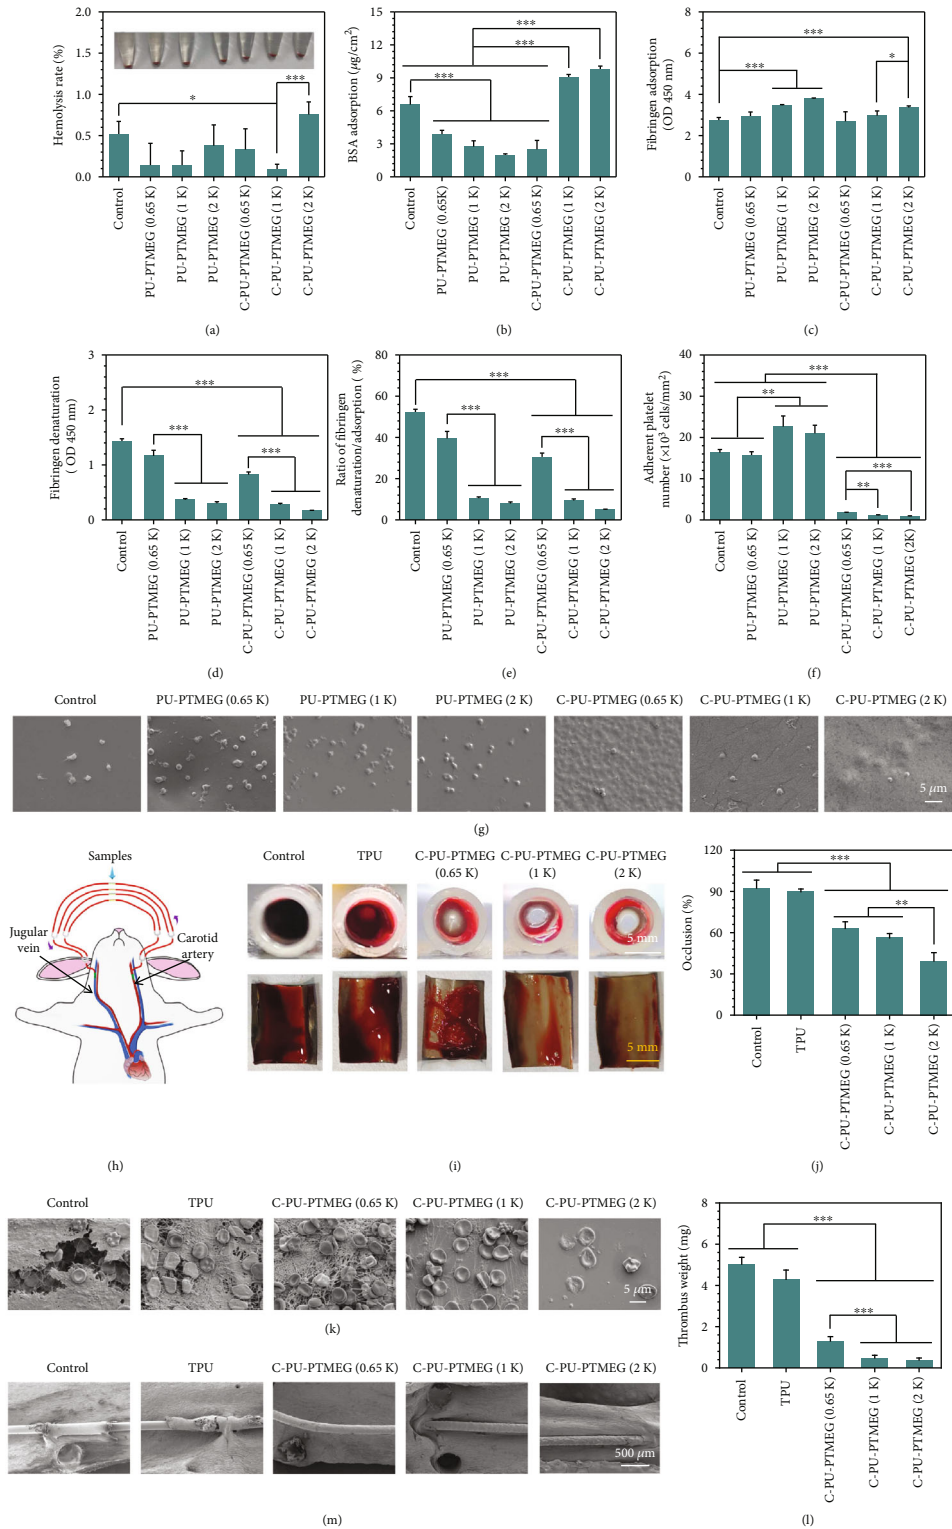 Hemolysis rate (%)
2.0
1.5
1.0
0.5
0.0
*
***
Control
PU-PTMEG (0.65 K)
PU-PTMEG (1 K)
PU-PTMEG (2 K)
C-PU-PTMEG (0.65 K)
C-PU-PTMEG (1 K)
C-PU-PTMEG (2 K)
(a)
BSA adsorption (μg/cm²)
15
12
9
6
3
0
***
***
***
Control
PU-PTMEG (0.65K)
PU-PTMEG (1 K)
PU-PTMEG (2 K)
C-PU-PTMEG (0.65 K)
C-PU-PTMEG (1 K)
C-PU-PTMEG (2 K)
(b)
Fibringen adsorption
(OD 450 nm)
8
6
4
2
0
***
***
*
Control
PU-PTMEG (0.65 K)
PU-PTMEG (1 K)
PU-PTMEG (2 K)
C-PU-PTMEG (0.65 K)
C-PU-PTMEG (1 K)
C-PU-PTMEG (2 K)
(c)
Fibringen denaturation
( OD 450 nm)
3
2
1
0
***
***
***
Control
PU-PTMEG (0.65 K)
PU-PTMEG (1 K)
PU-PTMEG (2 K)
C-PU-PTMEG (0.65 K)
C-PU-PTMEG (1 K)
C-PU-PTMEG (2 K)
(d)
Ratio of fibringen
denaturation/adsorption ( %)
80
60
40
20
0
***
***
***
Control
PU-PTMEG (0.65 K)
PU-PTMEG (1 K)
PU-PTMEG (2 K)
C-PU-PTMEG (0.65 K)
C-PU-PTMEG (1 K)
C-PU-PTMEG (2 K)
(e)
Adherent platelet
number (×10³ cells/mm²)
40
30
20
10
0
***
**
***
**
Control
PU-PTMEG (0.65 K)
PU-PTMEG (1 K)
PU-PTMEG (2 K)
C-PU-PTMEG (0.65 K)
C-PU-PTMEG (1 K)
C-PU-PTMEG (2K)
(f)
Control
PU-PTMEG (0.65 K)
PU-PTMEG (1 K)
PU-PTMEG (2 K)
C-PU-PTMEG (0.65 K)
C-PU-PTMEG (1 K)
C-PU-PTMEG (2 K)
5 μm
(g)
Samples
Jugular
vein
Carotid
artery
(h)
Control
TPU
C-PU-PTMEG
(0.65 K)
C-PU-PTMEG
(1 K)
C-PU-PTMEG
(2 K)
5 mm
5 mm
(i)
Occlusion (%)
120
90
60
30
0
***
**
Control
TPU
C-PU-PTMEG (0.65 K)
C-PU-PTMEG (1 K)
C-PU-PTMEG (2 K)
(j)
Control
TPU
C-PU-PTMEG (0.65 K)
C-PU-PTMEG (1 K)
C-PU-PTMEG (2 K)
5 μm
(k)
Thrombus weight (mg)
8
6
4
2
0
***
***
Control
TPU
C-PU-PTMEG (0.65 K)
C-PU-PTMEG (1 K)
C-PU-PTMEG (2 K)
(l)
Control
TPU
C-PU-PTMEG (0.65 K)
C-PU-PTMEG (1 K)
C-PU-PTMEG (2 K)
500 μm
(m)